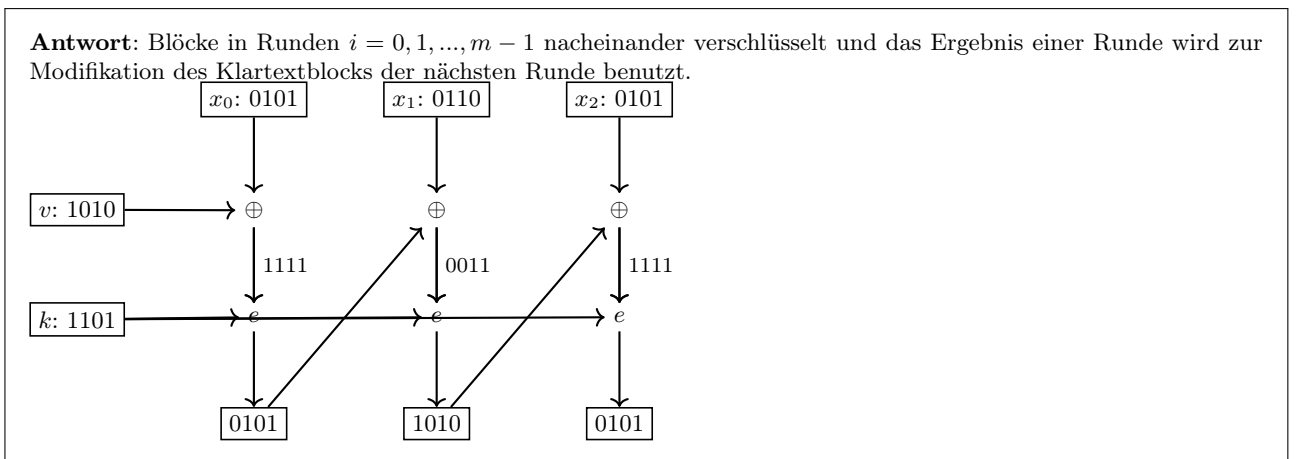 Antwort: Blöcke in Runden i = 0, 1, ..., m − 1 nacheinander verschlüsselt und das Ergebnis einer Runde wird zur
Modifikation des Klartextblocks der nächsten Runde benutzt.
x₀: 0101 x₁: 0110 x₂: 0101
v: 1010 ⊕ ⊕ ⊕
1111 0011 1111
k: 1101 e e e
0101 1010 0101